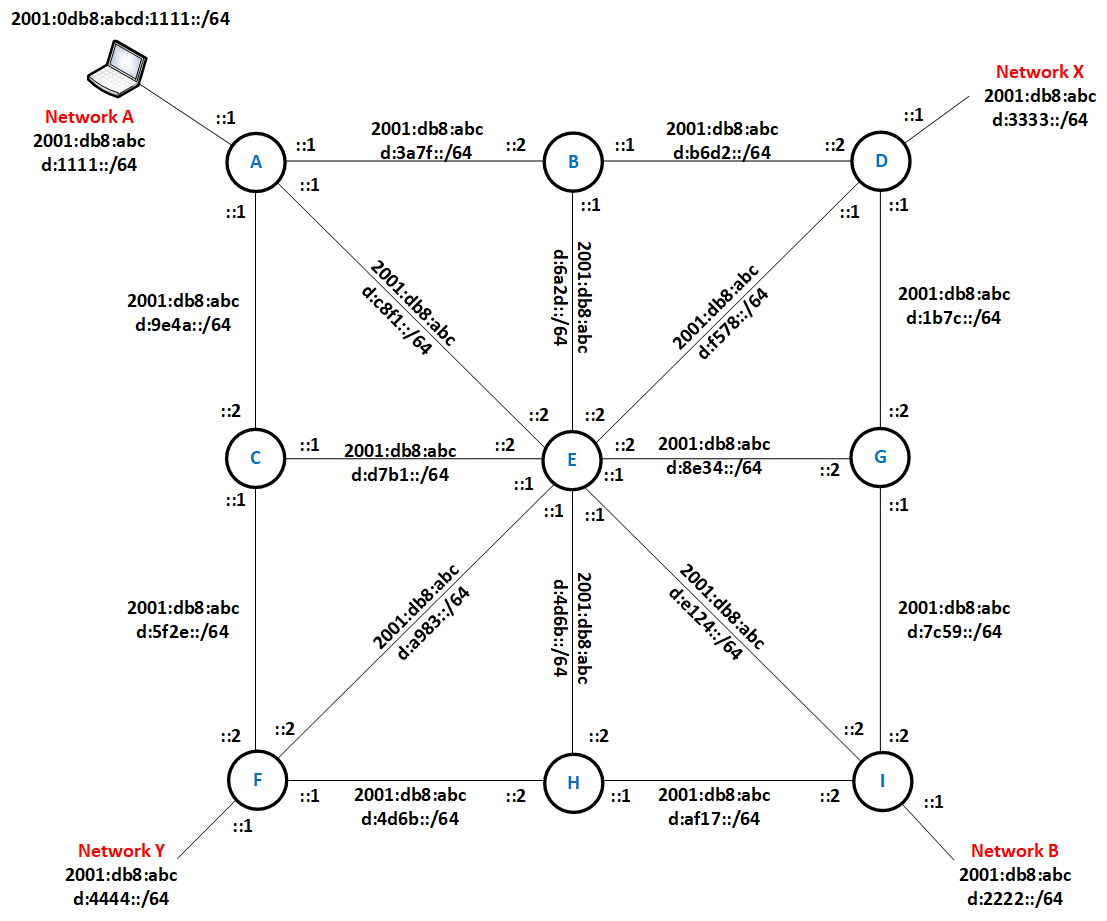 2001:0db8:abcd:1111::/64
Network X
2001:db8:abc
d:3333::/64
Network A
2001:db8:abc
d:1111::/64
::1
::1
A
::1
2001:db8:abc
d:3a7f::/64
::2
B
::1
2001:db8:abc
d:b6d2::/64
::2
D
::1
::1
::1
::1
::1
2001:db8:abc
d:9e4a::/64
2001:db8:abc
d:c8f1::/64
2001:db8:abc
d:6a2d::/64
2001:db8:abc
d:f578::/64
2001:db8:abc
d:1b7c::/64
::2
::2
::2
::2
C
::1
2001:db8:abc
d:d7b1::/64
::2
E
::2
2001:db8:abc
d:8e34::/64
::2
G
::1
::1
::1
::1
::1
::1
2001:db8:abc
d:5f2e::/64
2001:db8:abc
d:a983::/64
2001:db8:abc
d:4d6b::/64
2001:db8:abc
d:e124::/64
2001:db8:abc
d:7c59::/64
::2
::2
::2
::2
::2
F
::1
2001:db8:abc
d:4d6b::/64
::2
H
::1
2001:db8:abc
d:af17::/64
::2
I
::1
::1
Network Y
2001:db8:abc
d:4444::/64
Network B
2001:db8:abc
d:2222::/64